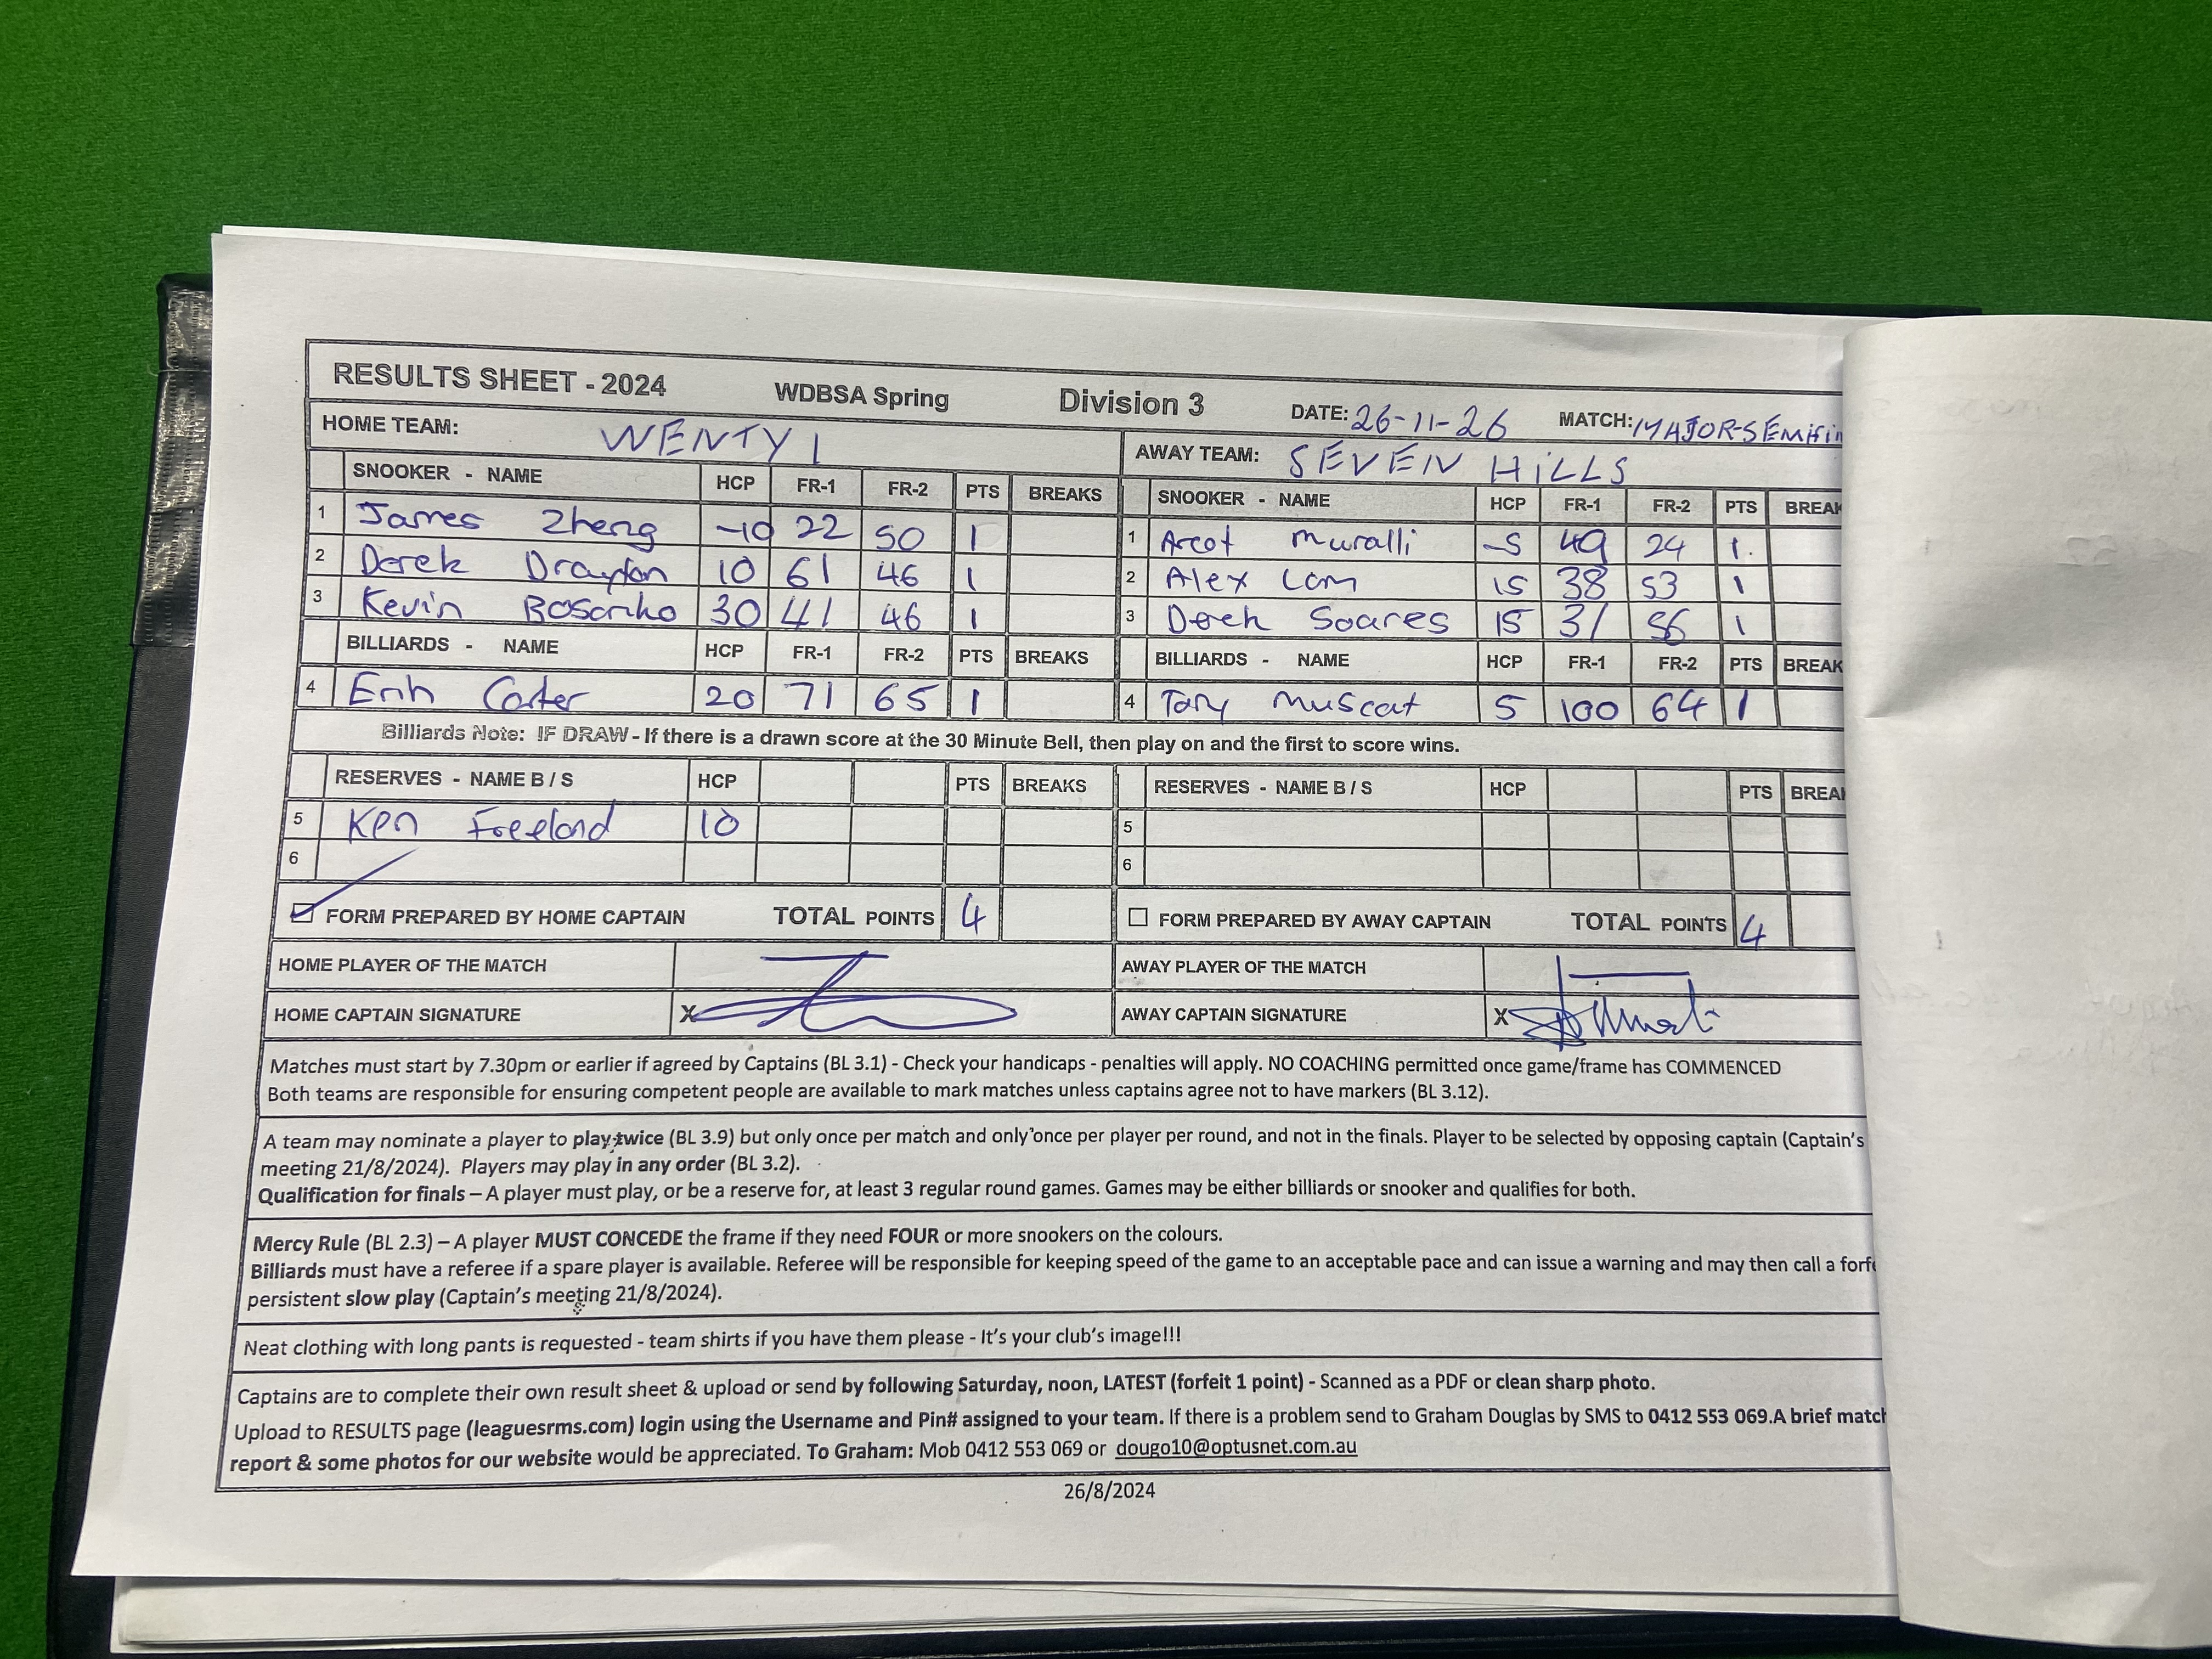 RESULTS SHEET - 2024 WDBSA Spring Division 3 DATE: 26-11-26 MATCH: MAJOR-SEMIFIN
HOME TEAM: WENTY 1 AWAY TEAM: SEVEN HILLS
SNOOKER - NAME HCP FR-1 FR-2 PTS BREAKS SNOOKER - NAME HCP FR-1 FR-2 PTS BREAK
1 James Zheng -10 22 50 1 1 Arcot Muralli -5 49 24 1.
2 Derek Drayton 10 61 46 1 2 Alex Lam 15 38 53 1
3 Kevin 30 41 46 1 3 Derek Soares 15 31 56 1
BILLIARDS - NAME HCP FR-1 FR-2 PTS BREAKS BILLIARDS - NAME HCP FR-1 FR-2 PTS BREAK
4 Erik Carter 20 71 65 1 4 Tony Muscat 5 100 64 1
Billiards Note: IF DRAW - If there is a drawn score at the 30 Minute Bell, then play on and the first to score wins.
RESERVES - NAME B / S HCP PTS BREAKS RESERVES - NAME B / S HCP PTS BREA
5 Ken Freeland 10 5
6 6
FORM PREPARED BY HOME CAPTAIN TOTAL POINTS 4 FORM PREPARED BY AWAY CAPTAIN TOTAL POINTS 4
HOME PLAYER OF THE MATCH AWAY PLAYER OF THE MATCH
HOME CAPTAIN SIGNATURE X AWAY CAPTAIN SIGNATURE X
Matches must start by 7.30pm or earlier if agreed by Captains (BL 3.1) - Check your handicaps - penalties will apply. NO COACHING permitted once game/frame has COMMENCED
Both teams are responsible for ensuring competent people are available to mark matches unless captains agree not to have markers (BL 3.12).
A team may nominate a player to play twice (BL 3.9) but only once per match and only once per player per round, and not in the finals. Player to be selected by opposing captain (Captain's
meeting 21/8/2024). Players may play in any order (BL 3.2).
Qualification for finals – A player must play, or be a reserve for, at least 3 regular round games. Games may be either billiards or snooker and qualifies for both.
Mercy Rule (BL 2.3) – A player MUST CONCEDE the frame if they need FOUR or more snookers on the colours.
Billiards must have a referee if a spare player is available. Referee will be responsible for keeping speed of the game to an acceptable pace and can issue a warning and may then call a forfe
persistent slow play (Captain's meeting 21/8/2024).
Neat clothing with long pants is requested - team shirts if you have them please - It's your club's image!!!
Captains are to complete their own result sheet & upload or send by following Saturday, noon, LATEST (forfeit 1 point) - Scanned as a PDF or clean sharp photo.
Upload to RESULTS page (leaguesrms.com) login using the Username and Pin# assigned to your team. If there is a problem send to Graham Douglas by SMS to 0412 553 069.A brief match
report & some photos for our website would be appreciated. To Graham: Mob 0412 553 069 or dougo10@optusnet.com.au
26/8/2024